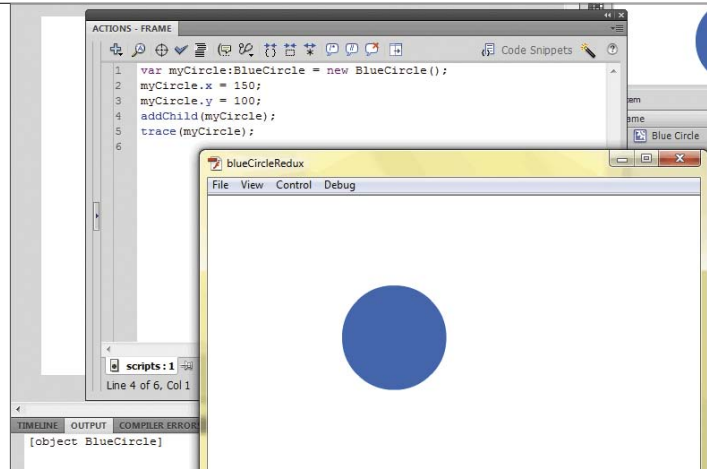 ACTIONS - FRAME
Code Snippets
1 var myCircle:BlueCircle = new BlueCircle();
2 myCircle.x = 150;
3 myCircle.y = 100;
4 addChild(myCircle);
5 trace(myCircle);
6
Blue Circle
blueCircleRedux
File View Control Debug
scripts : 1
Line 4 of 6, Col 1
TIMELINE OUTPUT COMPILER ERRORS
[object BlueCircle]